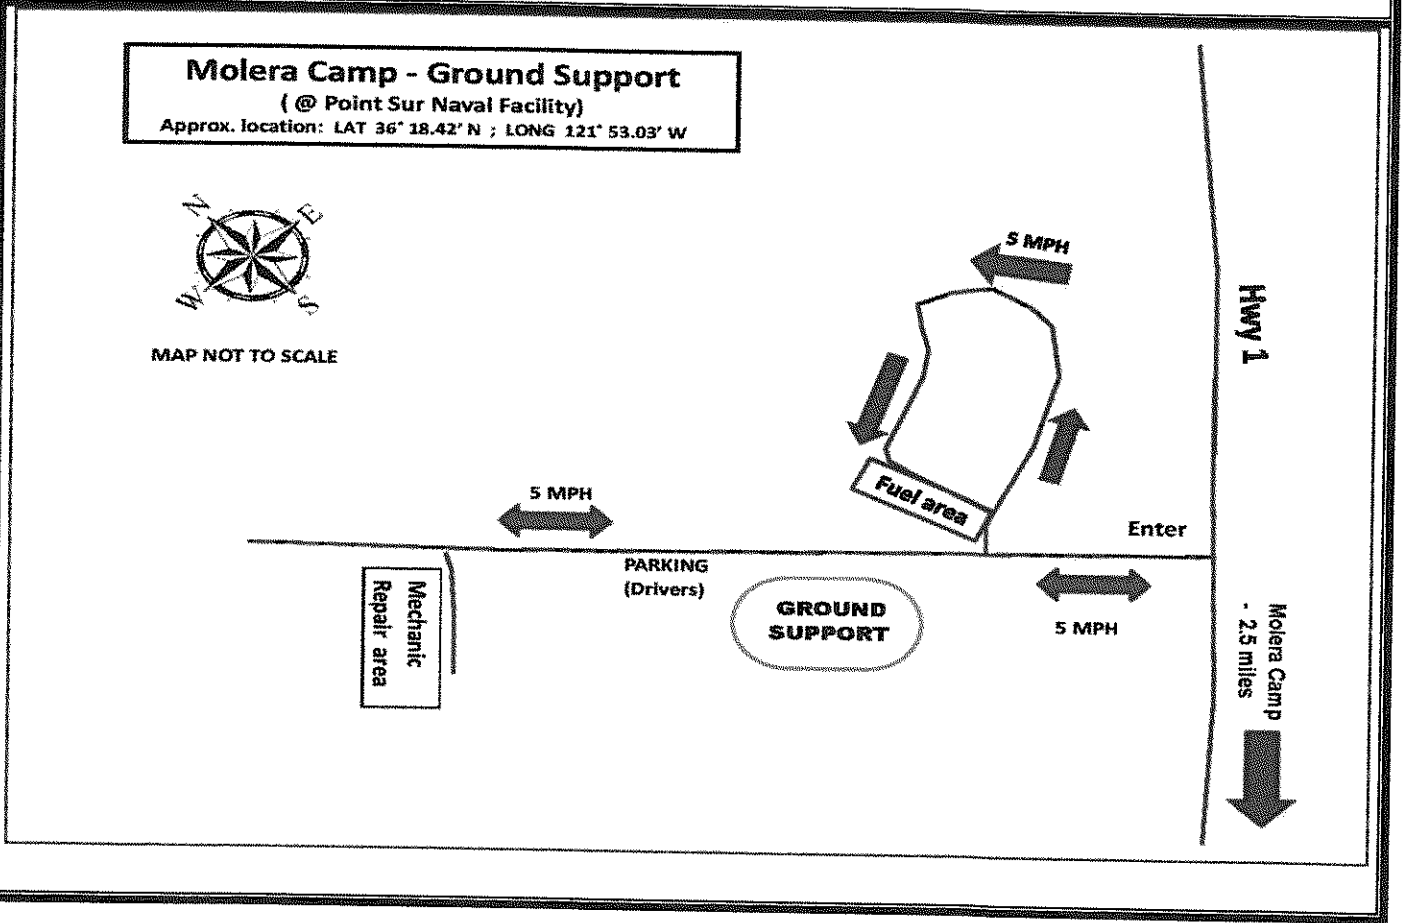 Molera Camp - Ground Support
( @ Point Sur Naval Facility)
Approx. location: LAT 36° 18.42' N ; LONG 121° 53.03' W
N
E
W
S
MAP NOT TO SCALE
5 MPH
Hwy 1
Fuel area
5 MPH
Enter
PARKING
(Drivers)
GROUND
SUPPORT
5 MPH
Mechanic
Repair area
Molera Camp
- 2.5 miles